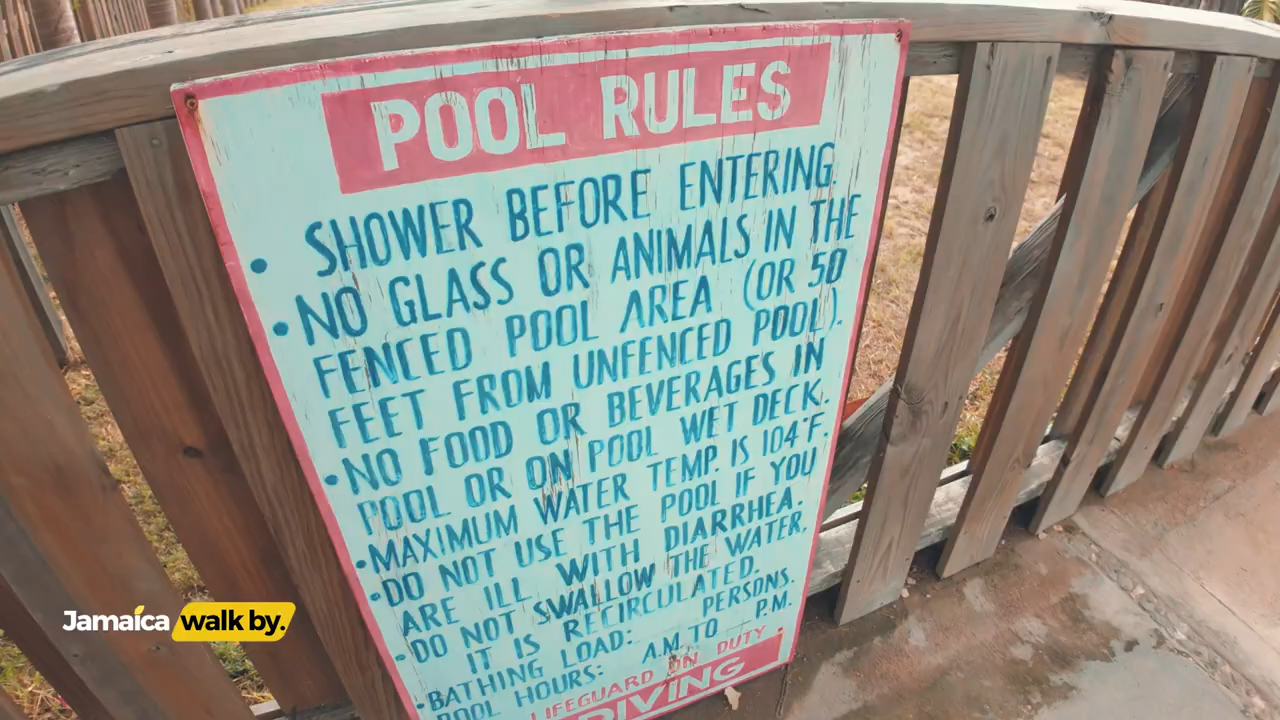 POOL RULES
• SHOWER BEFORE ENTERING.
• NO GLASS OR ANIMALS IN THE
FENCED POOL AREA (OR 50
FEET FROM UNFENCED POOL).
• NO FOOD OR BEVERAGES IN
POOL OR ON POOL WET DECK.
• MAXIMUM WATER TEMP. IS 104°F.
• DO NOT USE THE POOL IF YOU
ARE ILL WITH DIARRHEA.
• DO NOT SWALLOW THE WATER,
IT IS RECIRCULATED.
• BATHING LOAD: PERSONS.
POOL HOURS: A.M TO P.M.
LIFEGUARD ON DUTY
DIVING
Jamaica walk by.